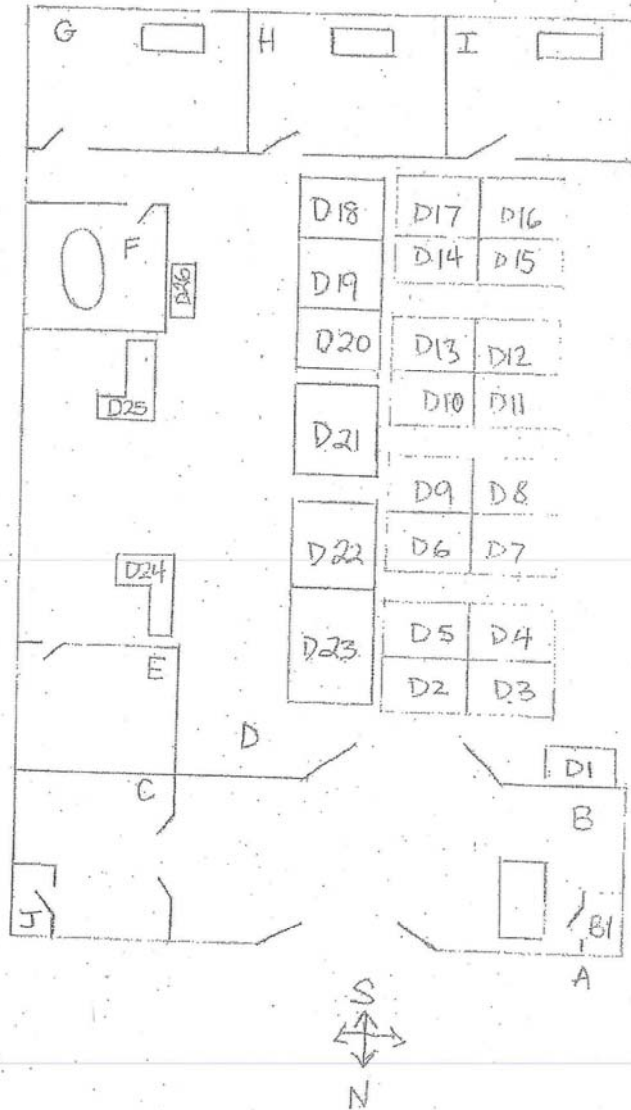 G H I
D18 D17 D16
F D19 D14 D15
D26
D20 D13 D12
D25 D10 D11
D21
D9 D8
D22 D6 D7
D24
D23 D5 D4
E D2 D3
D
D1
C B
J B1
A
S
N